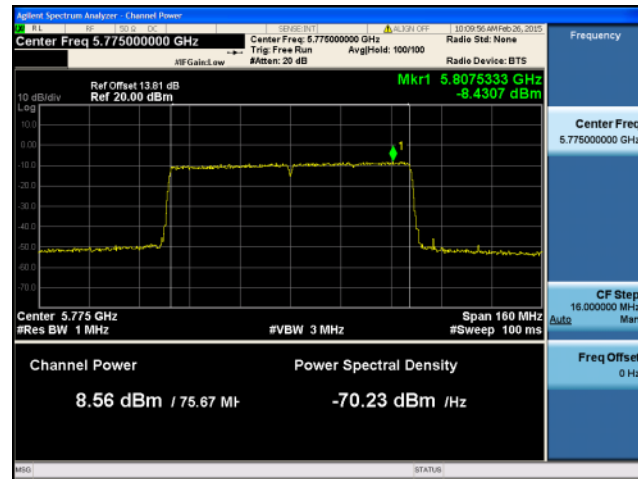 Agilent Spectrum Analyzer - Channel Power
RL RF 50 Ω DC SENSE:INT ALIGN OFF 10:09:56 AM Feb 26, 2015
Center Freq 5.775000000 GHz
Center Freq: 5.775000000 GHz
Radio Std: None
Trig: Free Run Avg|Hold: 100/100
#IFGain:Low #Atten: 20 dB Radio Device: BTS
Mkr1 5.8075333 GHz
-8.4307 dBm
Ref Offset 13.81 dB
10 dB/div Ref 20.00 dBm
Log
10.0
0.00
-10.0
-20.0
-30.0
-40.0
-50.0
-60.0
-70.0
1
Center 5.775 GHz Span 160 MHz
#Res BW 1 MHz #VBW 3 MHz #Sweep 100 ms
Channel Power Power Spectral Density
8.56 dBm / 75.67 MH -70.23 dBm /Hz
MSG STATUS
Frequency
Center Freq
5.775000000 GHz
CF Step
16.000000 MHz
Auto Man
Freq Offset
0 Hz